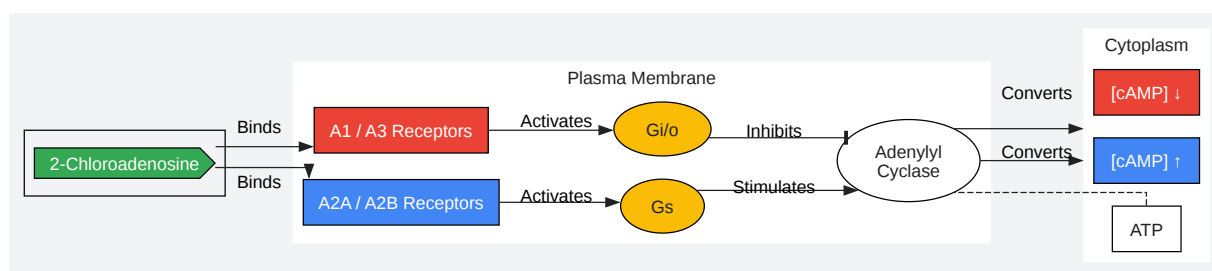 Cytoplasm
Plasma Membrane
Converts
[cAMP] ↓
Binds
A1 / A3 Receptors
Activates
Gi/o
Inhibits
2-Chloroadenosine
Adenylyl
Cyclase
Converts
[cAMP] ↑
Binds
A2A / A2B Receptors
Activates
Gs
Stimulates
ATP